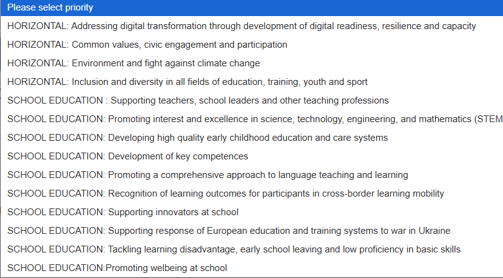 Please select priority
HORIZONTAL: Addressing digital transformation through development of digital readiness, resilience and capacity
HORIZONTAL: Common values, civic engagement and participation
HORIZONTAL: Environment and fight against climate change
HORIZONTAL: Inclusion and diversity in all fields of education, training, youth and sport
SCHOOL EDUCATION : Supporting teachers, school leaders and other teaching professions
SCHOOL EDUCATION: Promoting interest and excellence in science, technology, engineering, and mathematics (STEM
SCHOOL EDUCATION: Developing high quality early childhood education and care systems
SCHOOL EDUCATION: Development of key competences
SCHOOL EDUCATION: Promoting a comprehensive approach to language teaching and learning
SCHOOL EDUCATION: Recognition of learning outcomes for participants in cross-border learning mobility
SCHOOL EDUCATION: Supporting innovators at school
SCHOOL EDUCATION: Supporting response of European education and training systems to war in Ukraine
SCHOOL EDUCATION: Tackling learning disadvantage, early school leaving and low proficiency in basic skills
SCHOOL EDUCATION:Promoting welbeing at school